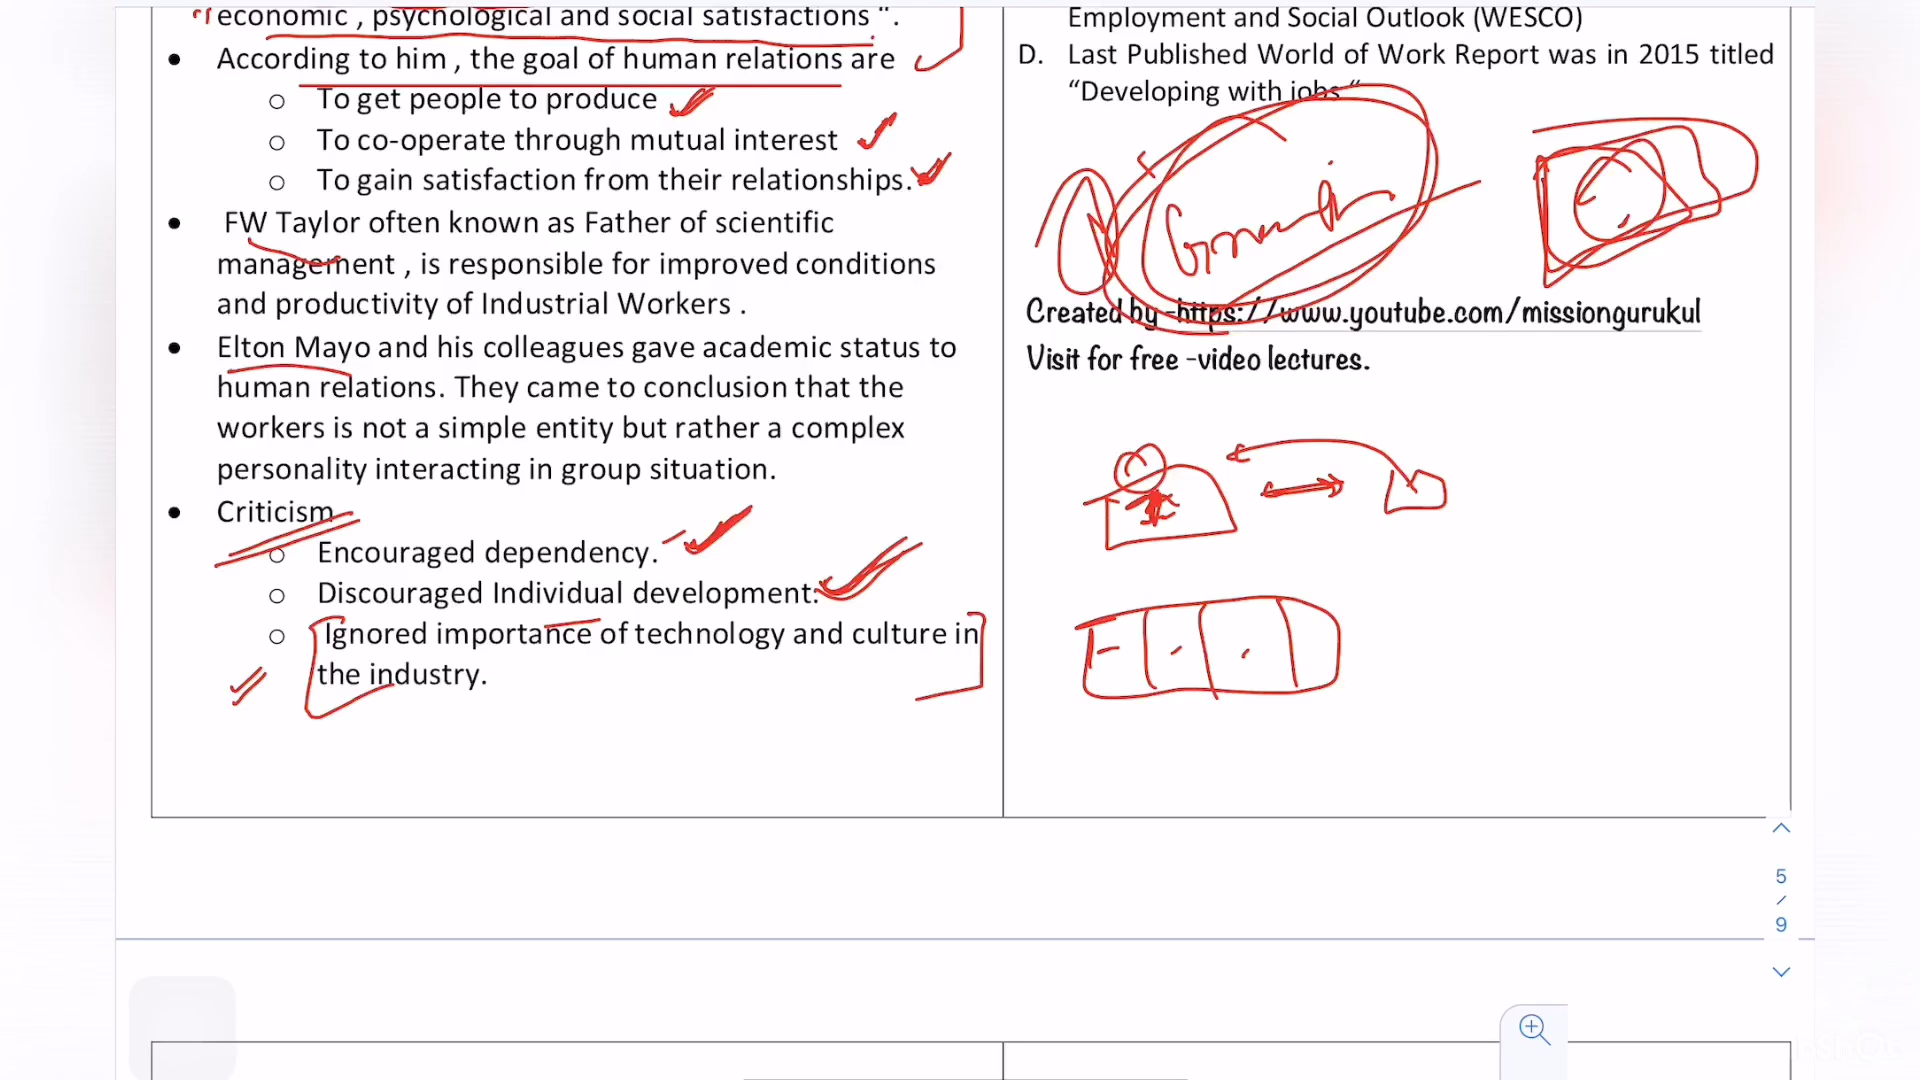 economic , psychological and social satisfactions “.
• According to him , the goal of human relations are
o To get people to produce
o To co-operate through mutual interest
o To gain satisfaction from their relationships.
• FW Taylor often known as Father of scientific
management , is responsible for improved conditions
and productivity of Industrial Workers .
• Elton Mayo and his colleagues gave academic status to
human relations. They came to conclusion that the
workers is not a simple entity but rather a complex
personality interacting in group situation.
• Criticism
o Encouraged dependency.
o Discouraged Individual development.
o Ignored importance of technology and culture in
the industry.
Employment and Social Outlook (WESCO)
D. Last Published World of Work Report was in 2015 titled
“Developing with jobs “
Created by -https://www.youtube.com/missiongurukul
Visit for free -video lectures.
5
/
9